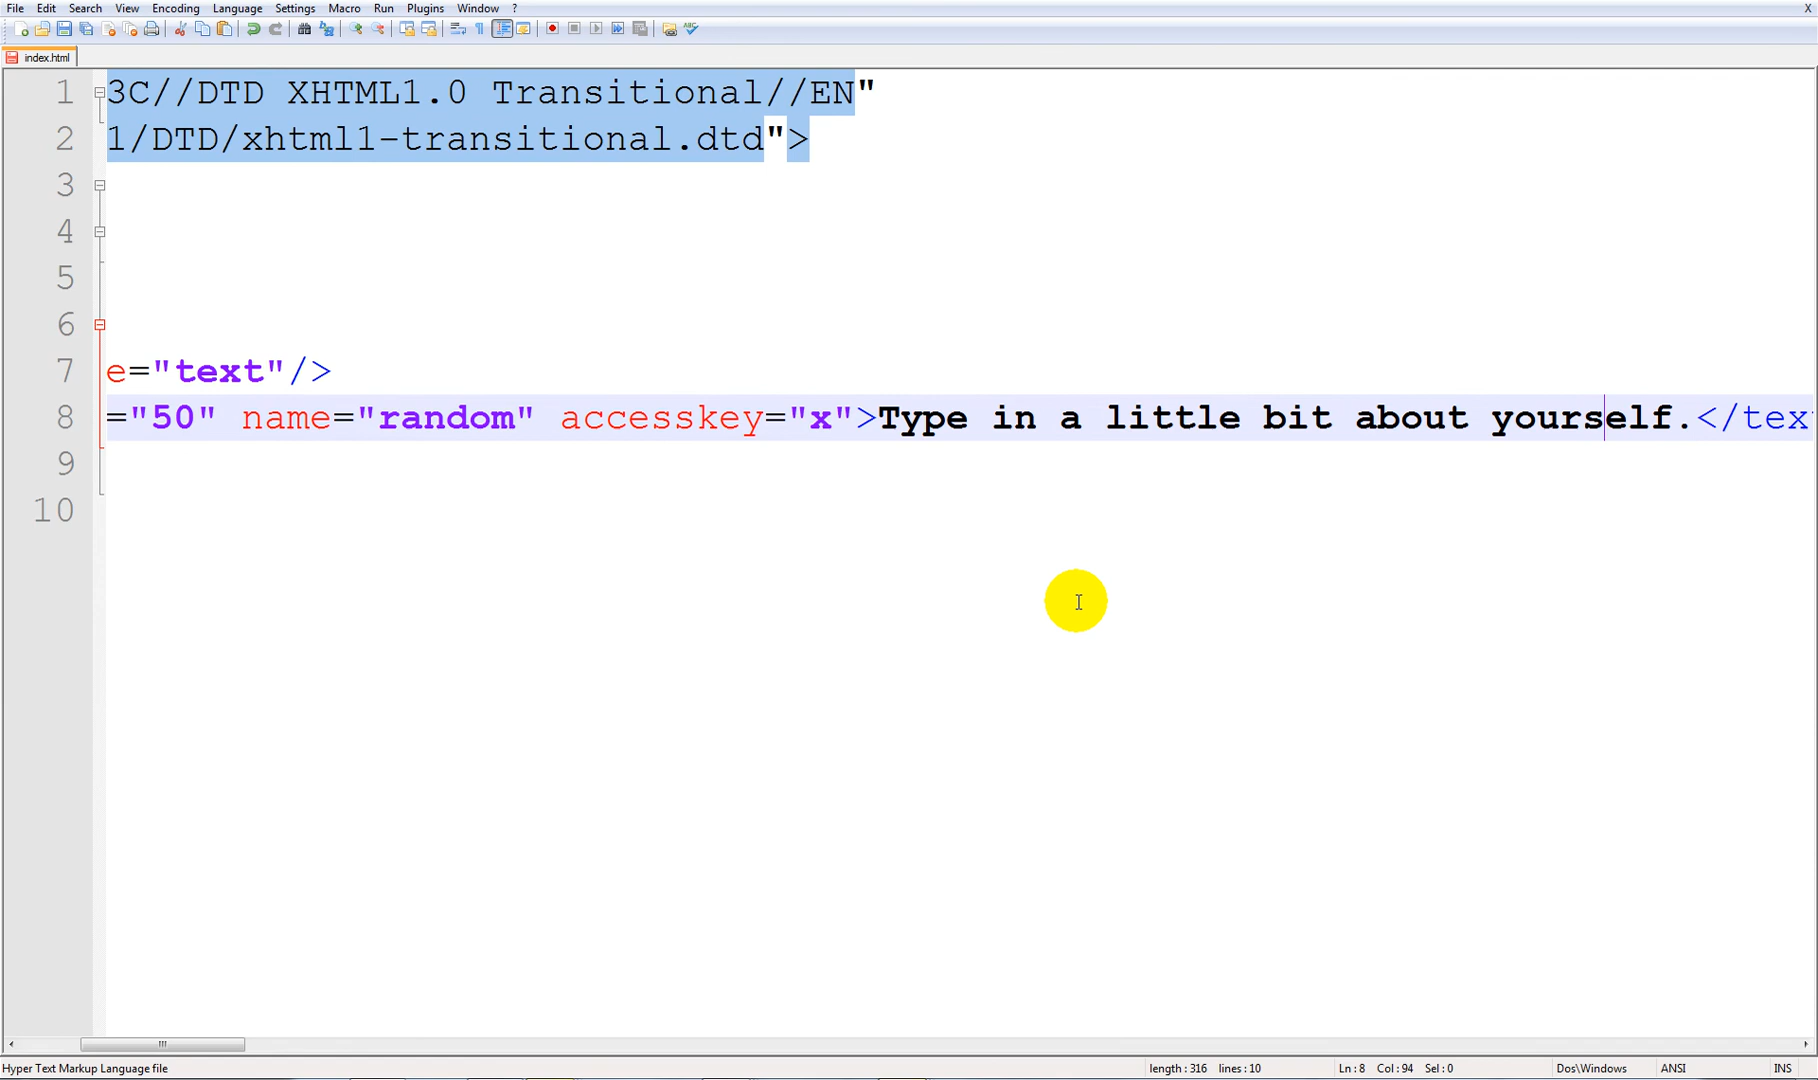 File Edit Search View Encoding Language Settings Macro Run Plugins Window ? X
index.html
1 3C//DTD XHTML1.0 Transitional//EN"
2 1/DTD/xhtml1-transitional.dtd">
3
4
5
6
7 e="text"/>
8 ="50" name="random" accesskey="x">Type in a little bit about yourself.</tex
9
10
Hyper Text Markup Language file length : 316 lines : 10 Ln : 8 Col : 94 Sel : 0 Dos\Windows ANSI INS